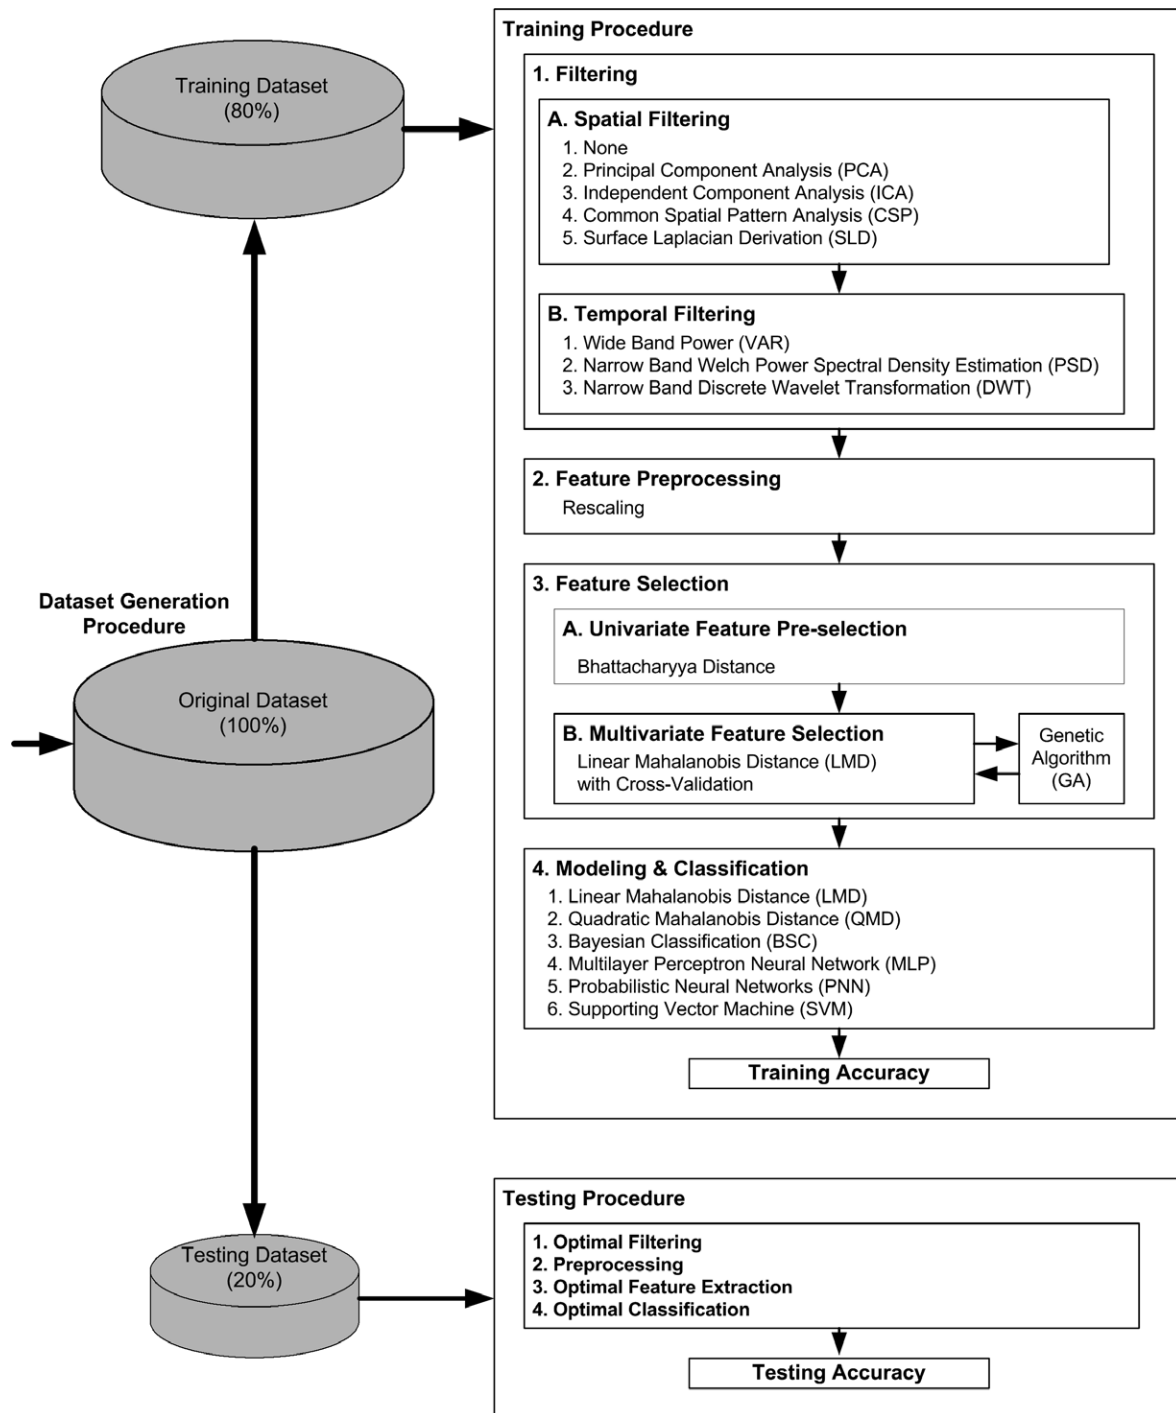 Training Dataset
(80%)
Dataset Generation
Procedure
Original Dataset
(100%)
Testing Dataset
(20%)
Training Procedure
1. Filtering
A. Spatial Filtering
1. None
2. Principal Component Analysis (PCA)
3. Independent Component Analysis (ICA)
4. Common Spatial Pattern Analysis (CSP)
5. Surface Laplacian Derivation (SLD)
B. Temporal Filtering
1. Wide Band Power (VAR)
2. Narrow Band Welch Power Spectral Density Estimation (PSD)
3. Narrow Band Discrete Wavelet Transformation (DWT)
2. Feature Preprocessing
Rescaling
3. Feature Selection
A. Univariate Feature Pre-selection
Bhattacharyya Distance
B. Multivariate Feature Selection
Linear Mahalanobis Distance (LMD)
with Cross-Validation
Genetic
Algorithm
(GA)
4. Modeling & Classification
1. Linear Mahalanobis Distance (LMD)
2. Quadratic Mahalanobis Distance (QMD)
3. Bayesian Classification (BSC)
4. Multilayer Perceptron Neural Network (MLP)
5. Probabilistic Neural Networks (PNN)
6. Supporting Vector Machine (SVM)
Training Accuracy
Testing Procedure
1. Optimal Filtering
2. Preprocessing
3. Optimal Feature Extraction
4. Optimal Classification
Testing Accuracy